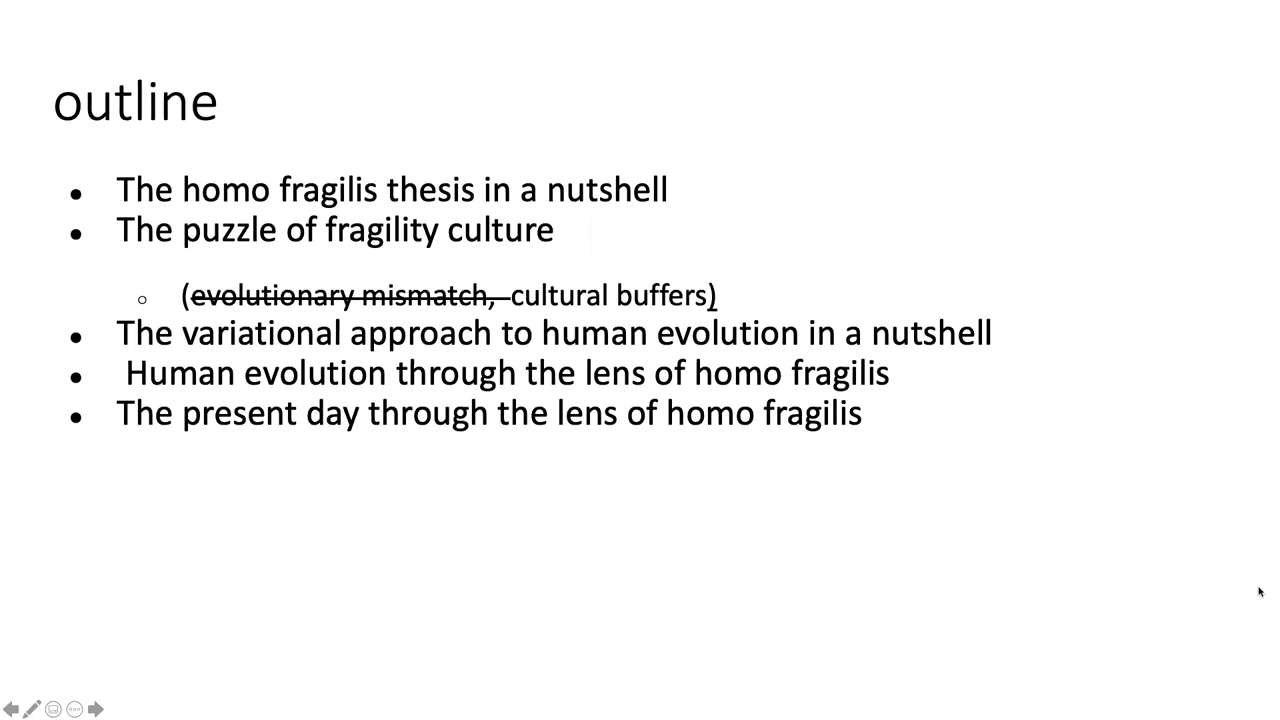 outline
The homo fragilis thesis in a nutshell
The puzzle of fragility culture
(evolutionary mismatch, cultural buffers)
The variational approach to human evolution in a nutshell
Human evolution through the lens of homo fragilis
The present day through the lens of homo fragilis